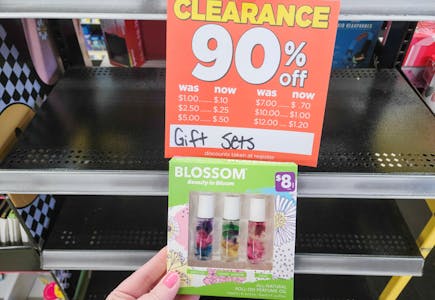 CLEARANCE
90% off
was now was now
$1.00.....$.10 $7.00.....$.70
$2.50.....$.25 $10.00.....$1.00
$5.00.....$.50 $12.00.....$1.20
Gift Sets
discounts taken at register
BLOSSOM
$8
Beauty in Bloom
ALL-NATURAL
ROLL-ON PERFUME OIL